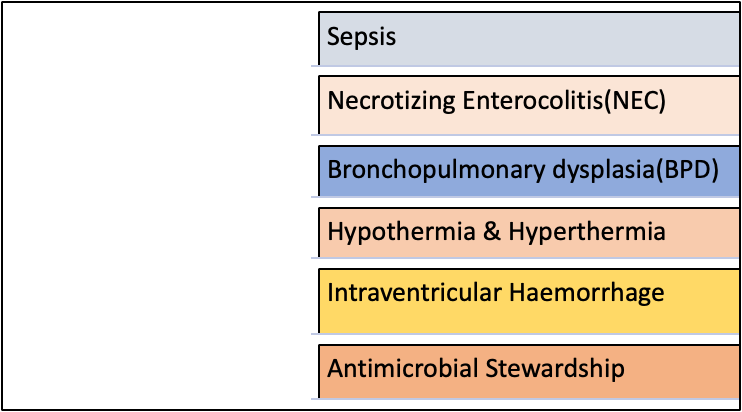 Sepsis
Necrotizing Enterocolitis(NEC)
Bronchopulmonary dysplasia(BPD)
Hypothermia & Hyperthermia
Intraventricular Haemorrhage
Antimicrobial Stewardship